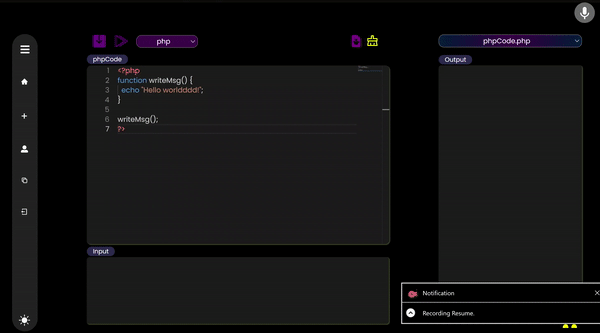 php
phpCode.php
phpCode
Output
1 <?php
2 function writeMsg() {
3 echo "Hello worldddd!";
4 }
5
6 writeMsg();
7 ?>
Input
Notification
Recording Resume.